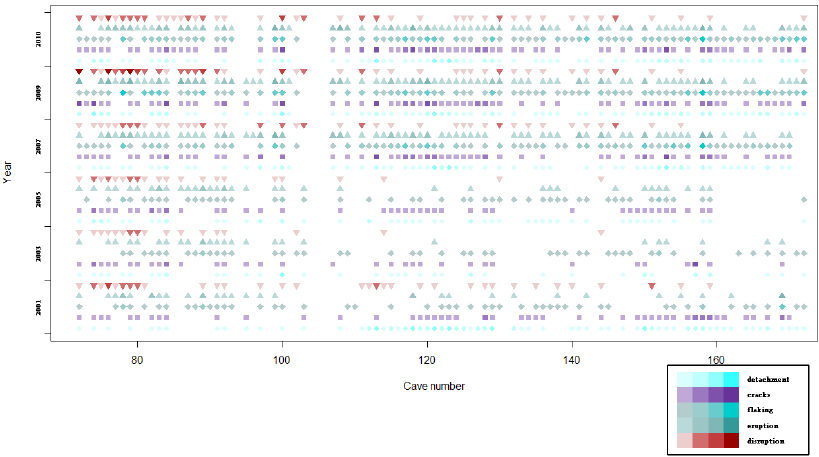 2010
2009
2007
2005
2003
2001
Year
80 100 120 140 160
Cave number
detachment
cracks
flaking
eruption
disruption